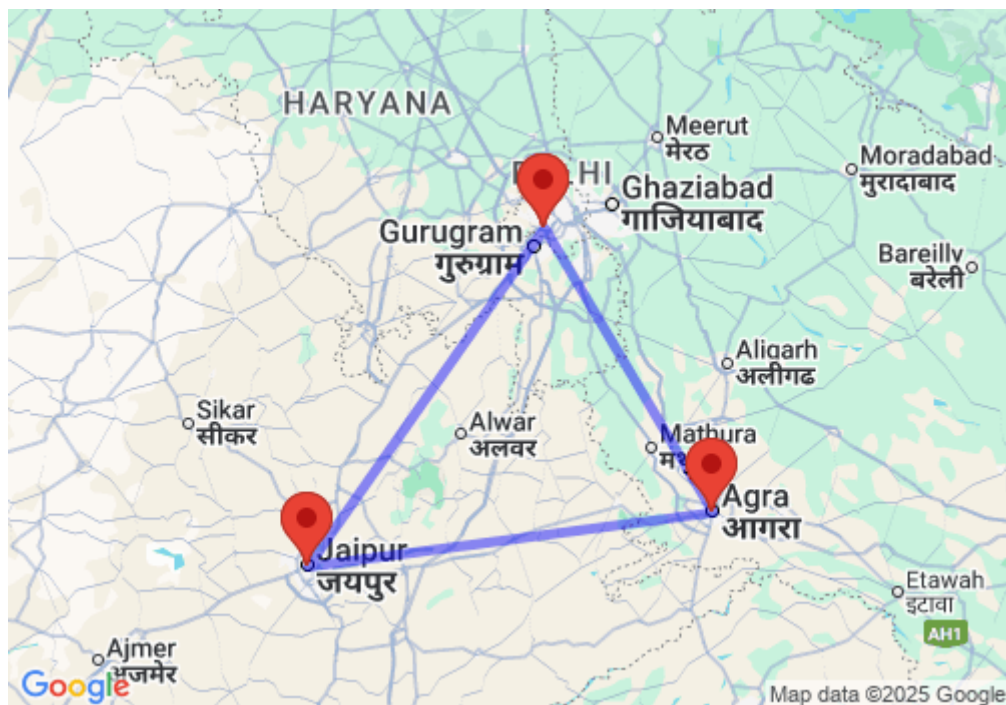 HARYANA
Meerut
मेरठ
Moradabad
मुरादाबाद
Ghaziabad
गाजियाबाद
Gurugram
गुरुग्राम
Bareilly
बरेली
Aligarh
अलीगढ
Sikar
सीकर
Alwar
अलवर
Mathura
Agra
आगरा
Jaipur
जयपुर
Etawah
इटावा
AH1
Ajmer
अजमेर
Google
Map data ©2025 Google